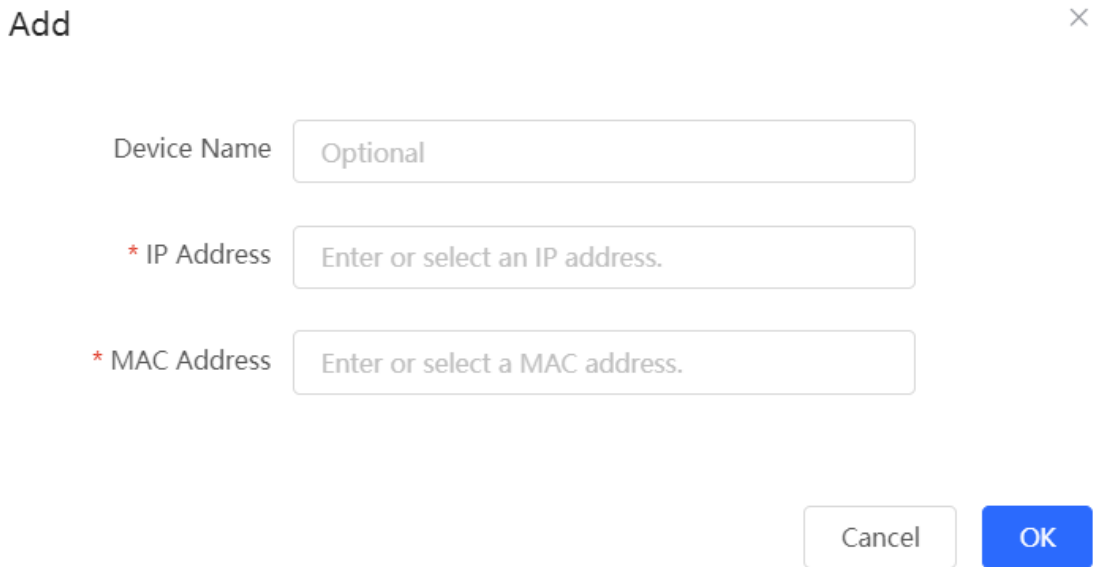 Add
Device Name Optional
* IP Address Enter or select an IP address.
* MAC Address Enter or select a MAC address.
Cancel OK